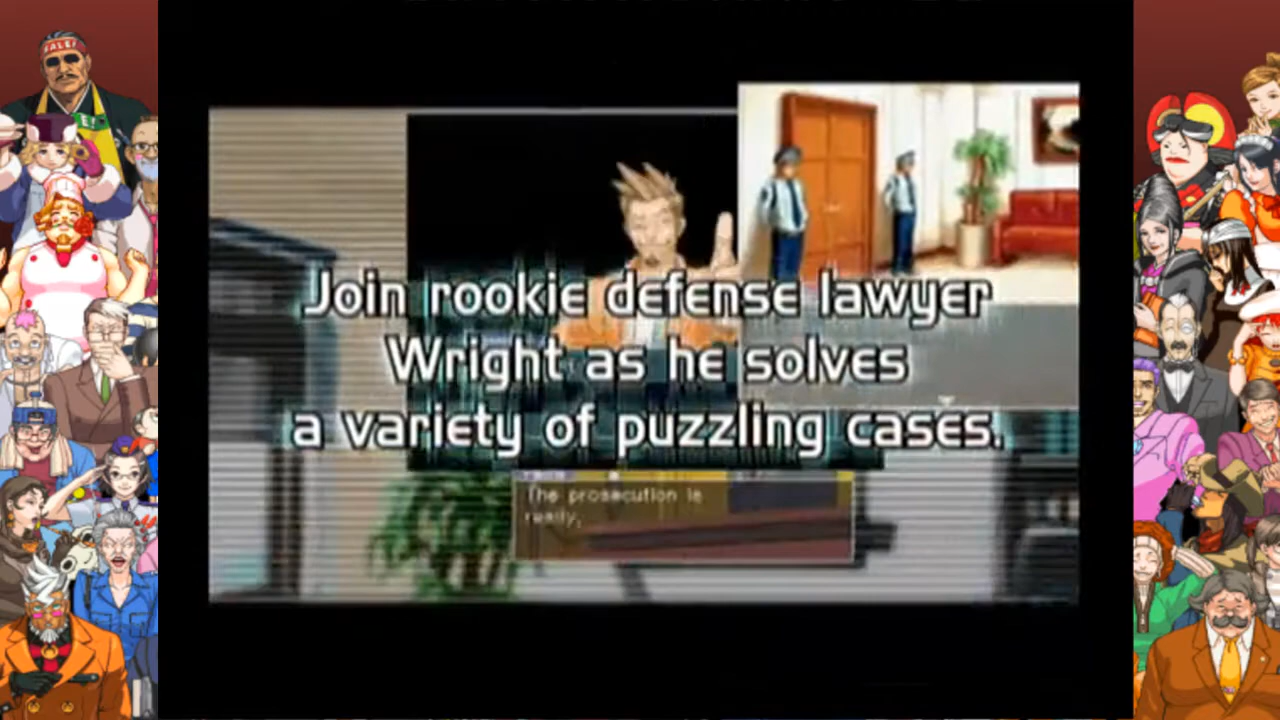 Join rookie defense lawyer
Wright as he solves
a variety of puzzling cases.
The prosecution is
ready,